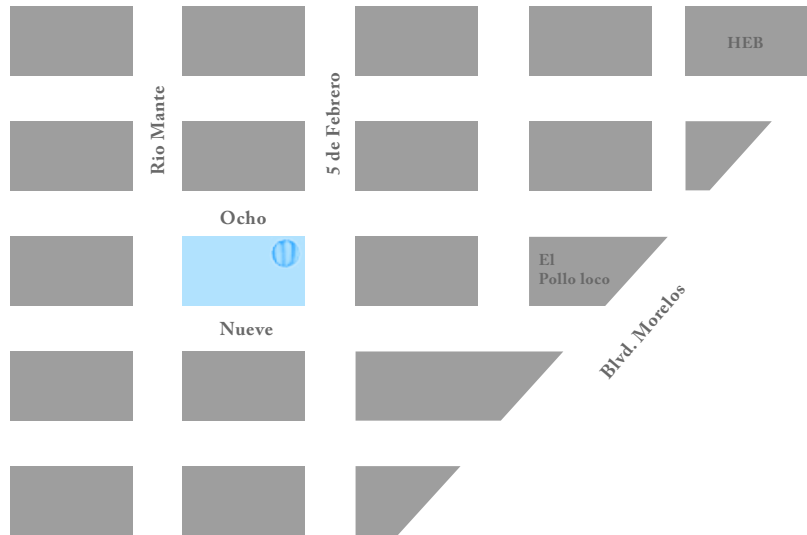 HEB
Rio Mante
5 de Febrero
Ocho
El
Pollo loco
Nueve
Blvd. Morelos